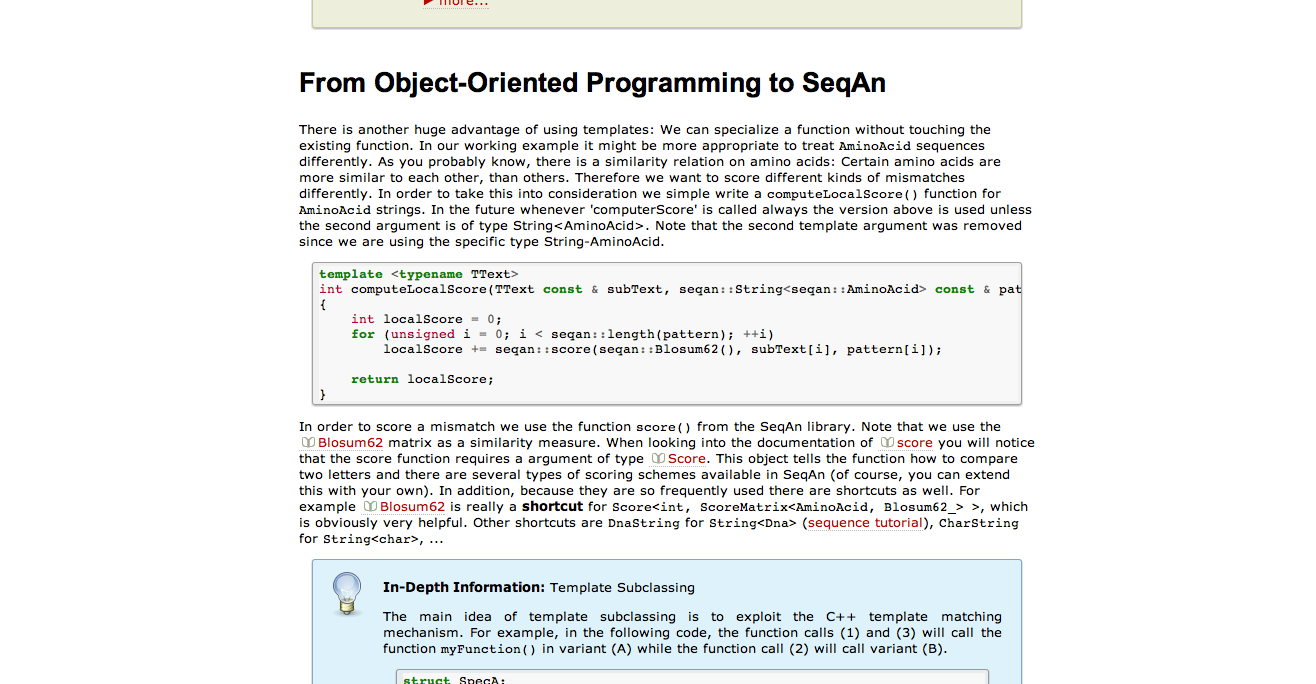 more...
From Object-Oriented Programming to SeqAn
There is another huge advantage of using templates: We can specialize a function without touching the
existing function. In our working example it might be more appropriate to treat AminoAcid sequences
differently. As you probably know, there is a similarity relation on amino acids: Certain amino acids are
more similar to each other, than others. Therefore we want to score different kinds of mismatches
differently. In order to take this into consideration we simple write a computeLocalScore() function for
AminoAcid strings. In the future whenever 'computerScore' is called always the version above is used unless
the second argument is of type String<AminoAcid>. Note that the second template argument was removed
since we are using the specific type String-AminoAcid.
template <typename TText>
int computeLocalScore(TText const & subText, seqan::String<seqan::AminoAcid> const & pat
{
int localScore = 0;
for (unsigned i = 0; i < seqan::length(pattern); ++i)
localScore += seqan::score(seqan::Blosum62(), subText[i], pattern[i]);
return localScore;
}
In order to score a mismatch we use the function score() from the SeqAn library. Note that we use the
Blosum62 matrix as a similarity measure. When looking into the documentation of score you will notice
that the score function requires a argument of type Score. This object tells the function how to compare
two letters and there are several types of scoring schemes available in SeqAn (of course, you can extend
this with your own). In addition, because they are so frequently used there are shortcuts as well. For
example Blosum62 is really a shortcut for Score<int, ScoreMatrix<AminoAcid, Blosum62_> >, which
is obviously very helpful. Other shortcuts are DnaString for String<Dna> (sequence tutorial), CharString
for String<char>, ...
In-Depth Information: Template Subclassing
The main idea of template subclassing is to exploit the C++ template matching
mechanism. For example, in the following code, the function calls (1) and (3) will call the
function myFunction() in variant (A) while the function call (2) will call variant (B).
struct SpecA;